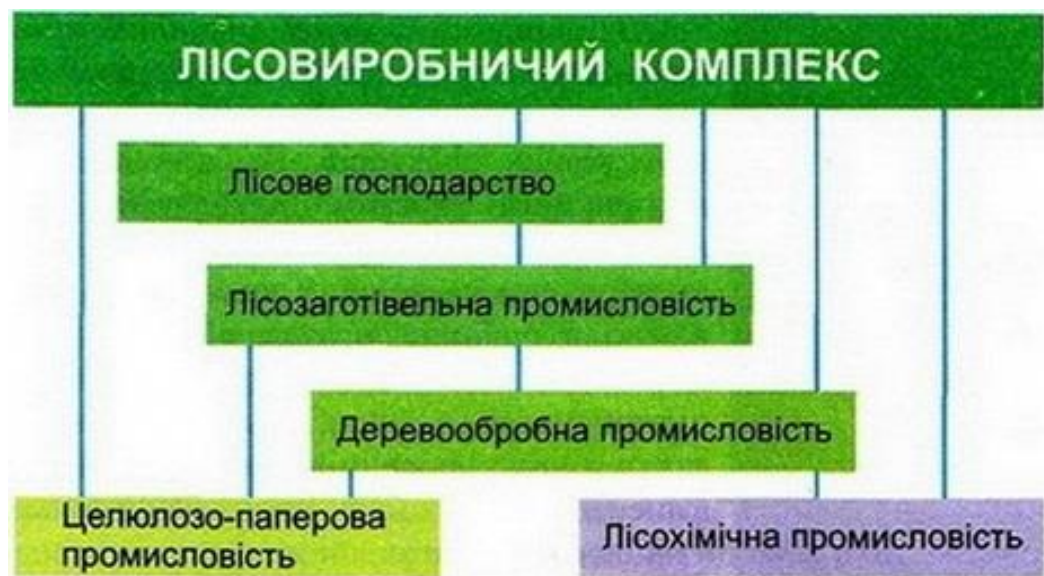 ЛІСОВИРОБНИЧИЙ КОМПЛЕКС
Лісове господарство
Лісозаготівельна промисловість
Деревообробна промисловість
Целюлозо-паперова
промисловість
Лісохімічна промисловість